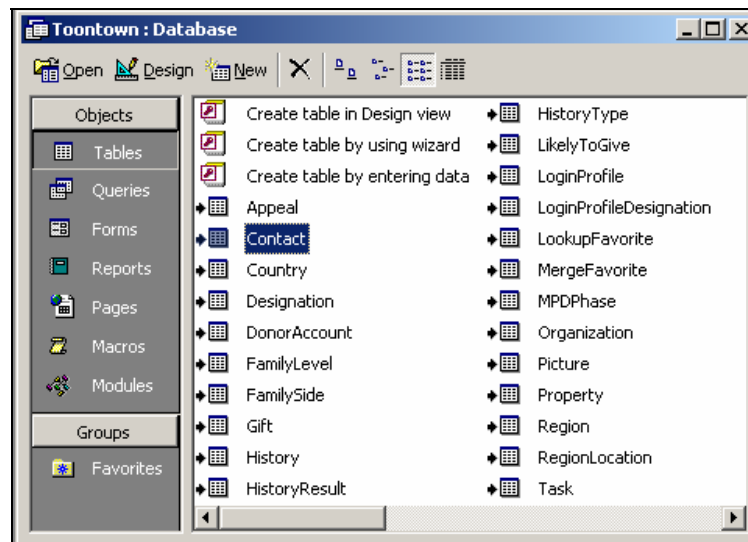 Toontown : Database
Open Design New
Objects
Tables
Queries
Forms
Reports
Pages
Macros
Modules
Groups
Favorites
Create table in Design view
Create table by using wizard
Create table by entering data
Appeal
Contact
Country
Designation
DonorAccount
FamilyLevel
FamilySide
Gift
History
HistoryResult
HistoryType
LikelyToGive
LoginProfile
LoginProfileDesignation
LookupFavorite
MergeFavorite
MPDPhase
Organization
Picture
Property
Region
RegionLocation
Task